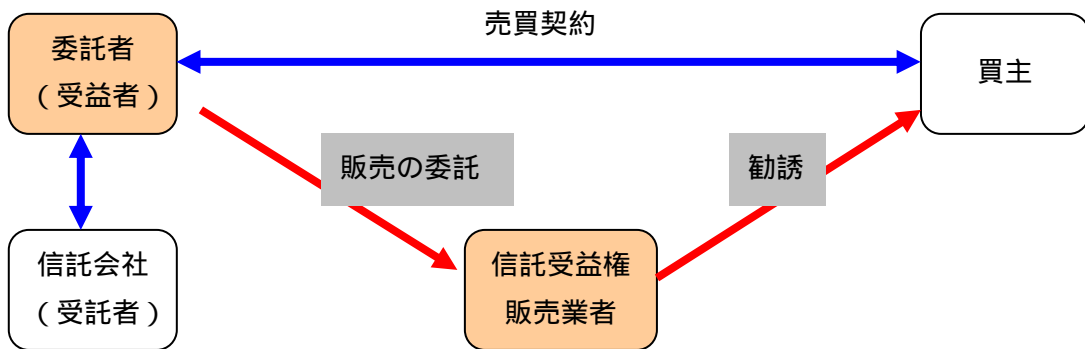 売買契約
委託者
（受益者）
買主
販売の委託
勧誘
信託会社
（受託者）
信託受益権
販売業者